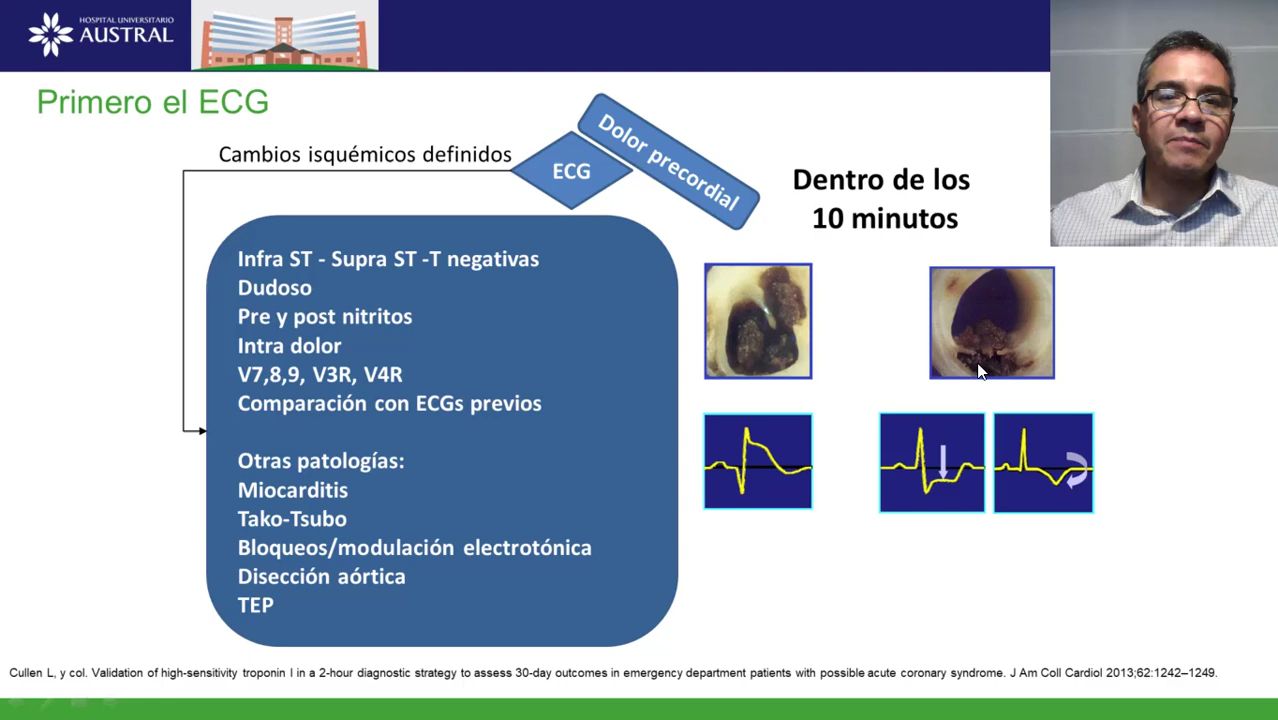 HOSPITAL UNIVERSITARIO
AUSTRAL
Primero el ECG
Cambios isquémicos definidos
ECG
Dolor precordial
Dentro de los
10 minutos
Infra ST - Supra ST -T negativas
Dudoso
Pre y post nitritos
Intra dolor
V7,8,9, V3R, V4R
Comparación con ECGs previos
Otras patologías:
Miocarditis
Tako-Tsubo
Bloqueos/modulación electrotónica
Disección aórtica
TEP
Cullen L, y col. Validation of high-sensitivity troponin I in a 2-hour diagnostic strategy to assess 30-day outcomes in emergency department patients with possible acute coronary syndrome. J Am Coll Cardiol 2013;62:1242–1249.